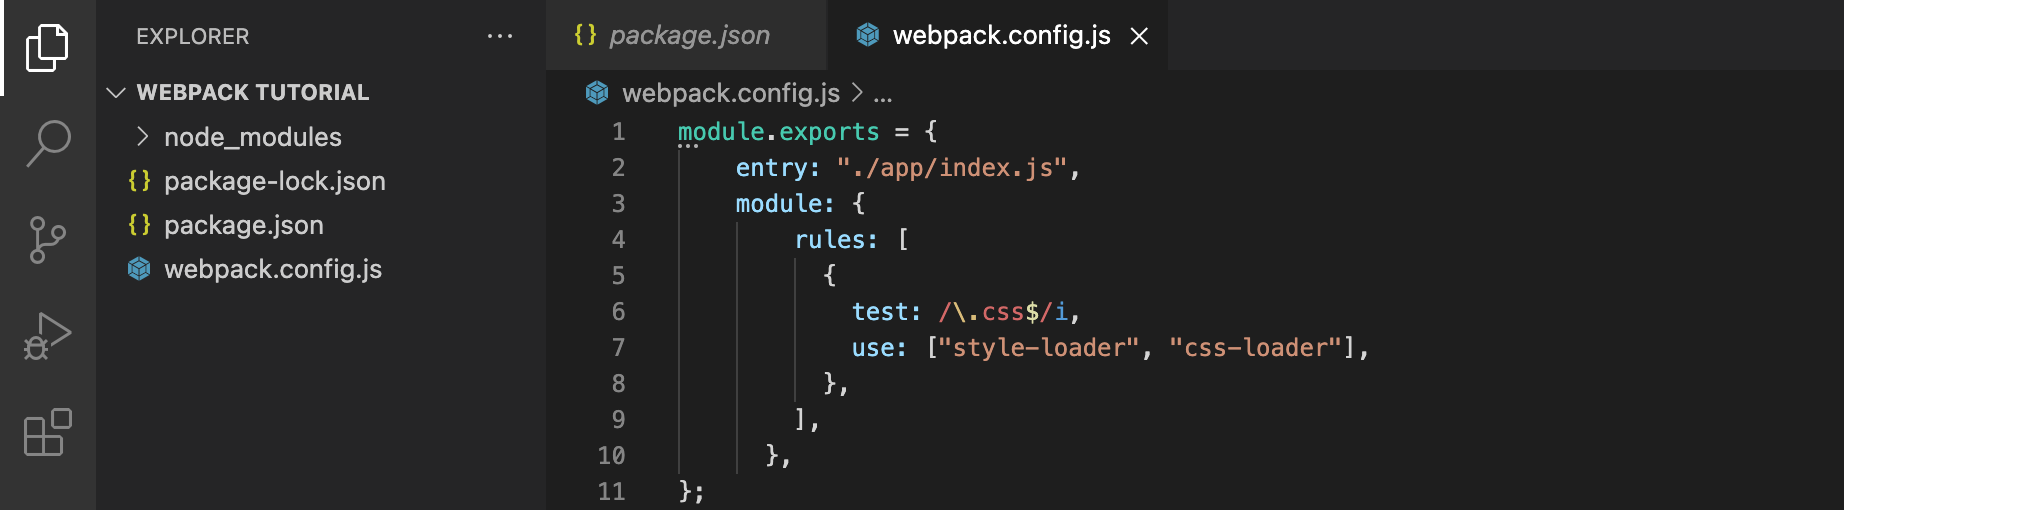 EXPLORER ...
WEBPACK TUTORIAL
node_modules
{} package-lock.json
{} package.json
webpack.config.js
{} package.json
webpack.config.js
webpack.config.js > ...
1 module.exports = {
2 entry: "./app/index.js",
3 module: {
4 rules: [
5 {
6 test: /\.css$/i,
7 use: ["style-loader", "css-loader"],
8 },
9 ],
10 },
11 };